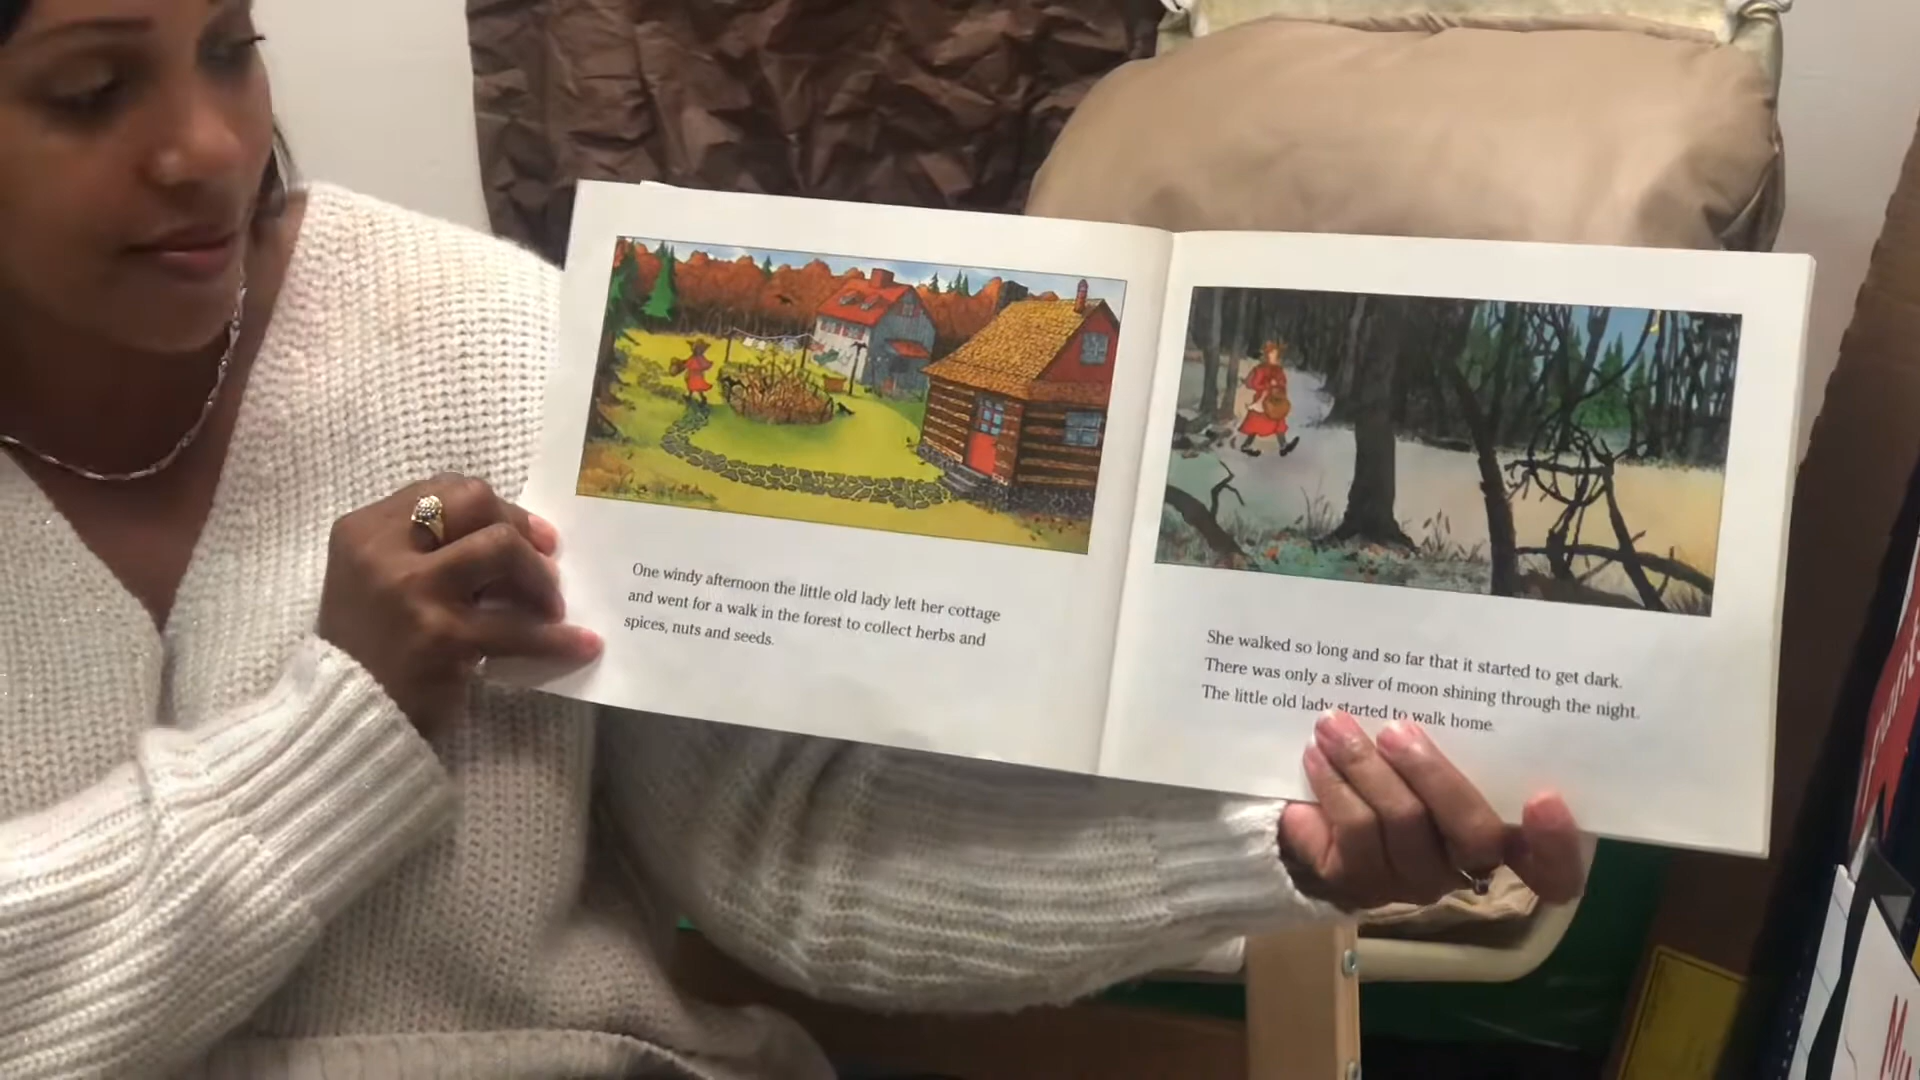 One windy afternoon the little old lady left her cottage
and went for a walk in the forest to collect herbs and
spices, nuts and seeds.
She walked so long and so far that it started to get dark.
There was only a sliver of moon shining through the night.
The little old lady started to walk home.